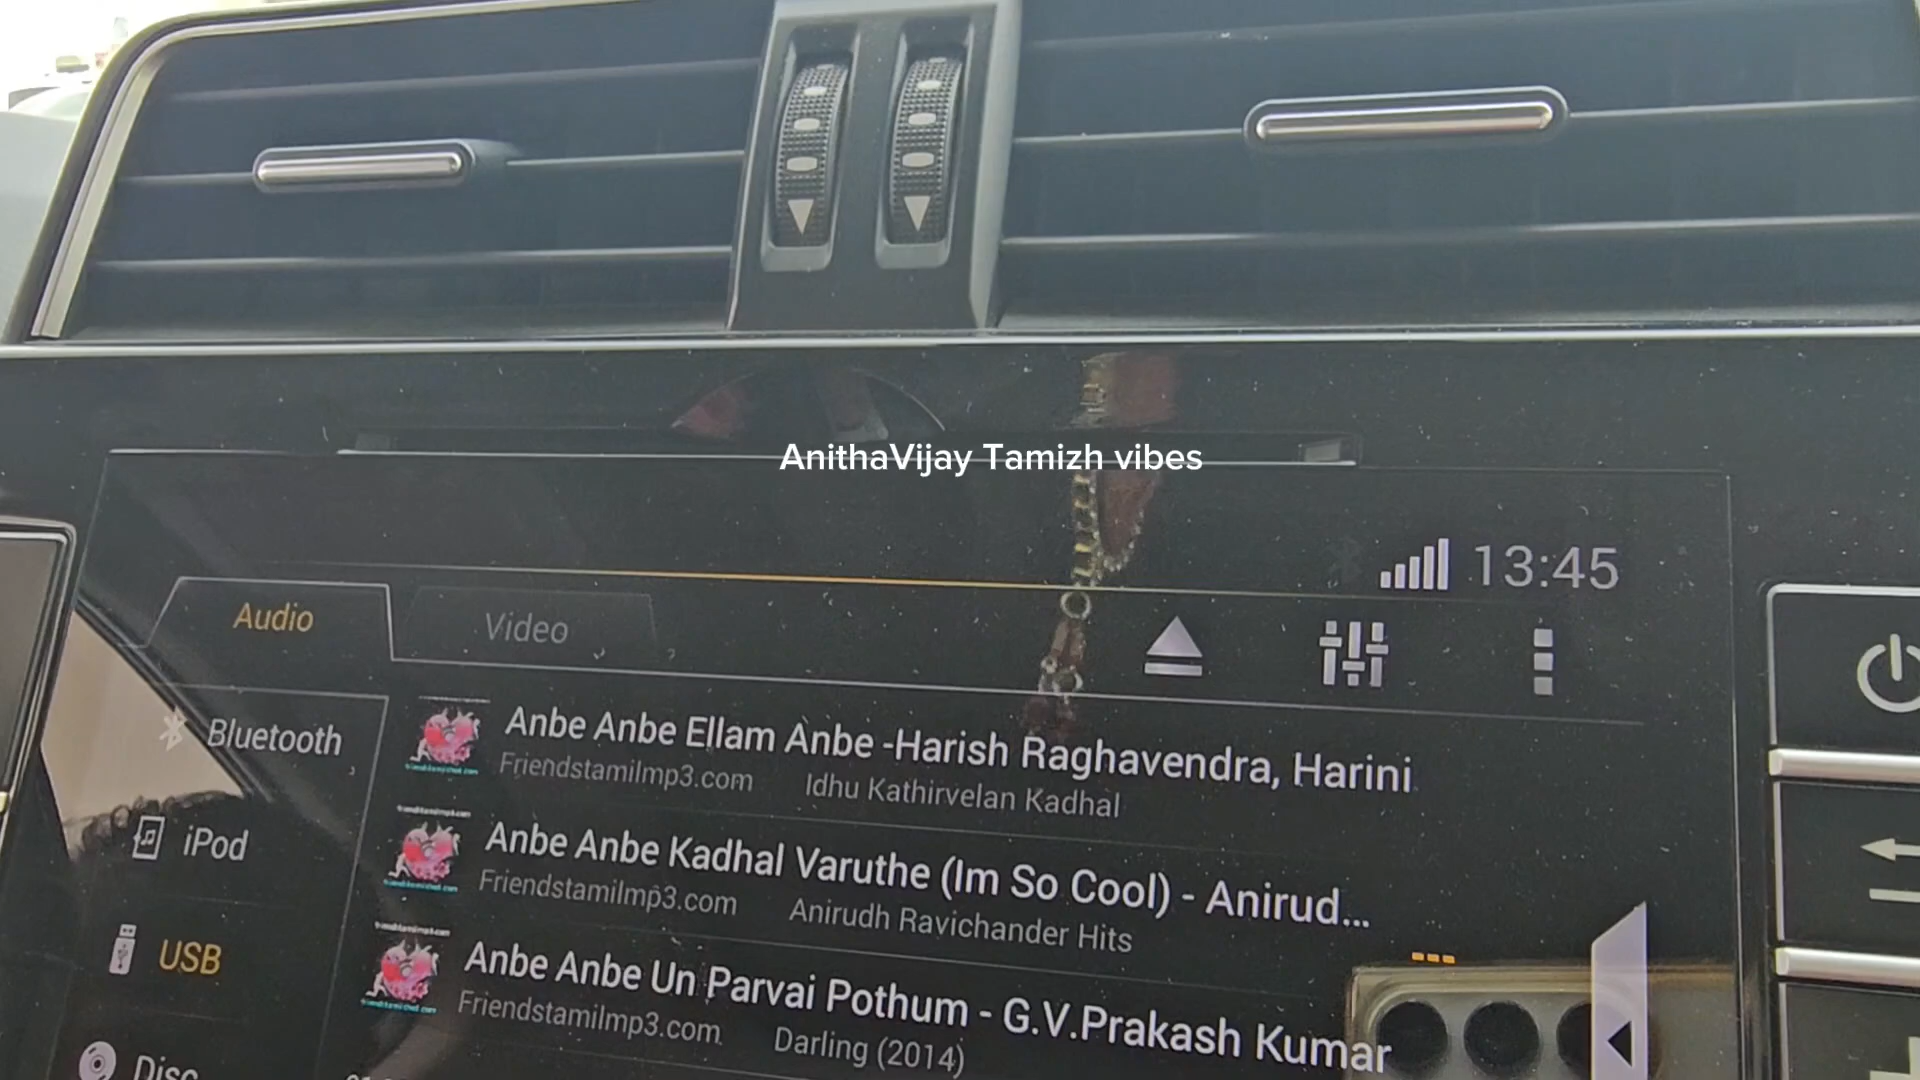 AnithaVijay Tamizh vibes
13:45
Audio
Video
Bluetooth
iPod
USB
Disc
Anbe Anbe Ellam Anbe -Harish Raghavendra, Harini
Friendstamilmp3.com Idhu Kathirvelan Kadhal
Anbe Anbe Kadhal Varuthe (Im So Cool) - Anirud...
Friendstamilmp3.com Anirudh Ravichander Hits
Anbe Anbe Un Parvai Pothum - G.V.Prakash Kumar
Friendstamilmp3.com Darling (2014)